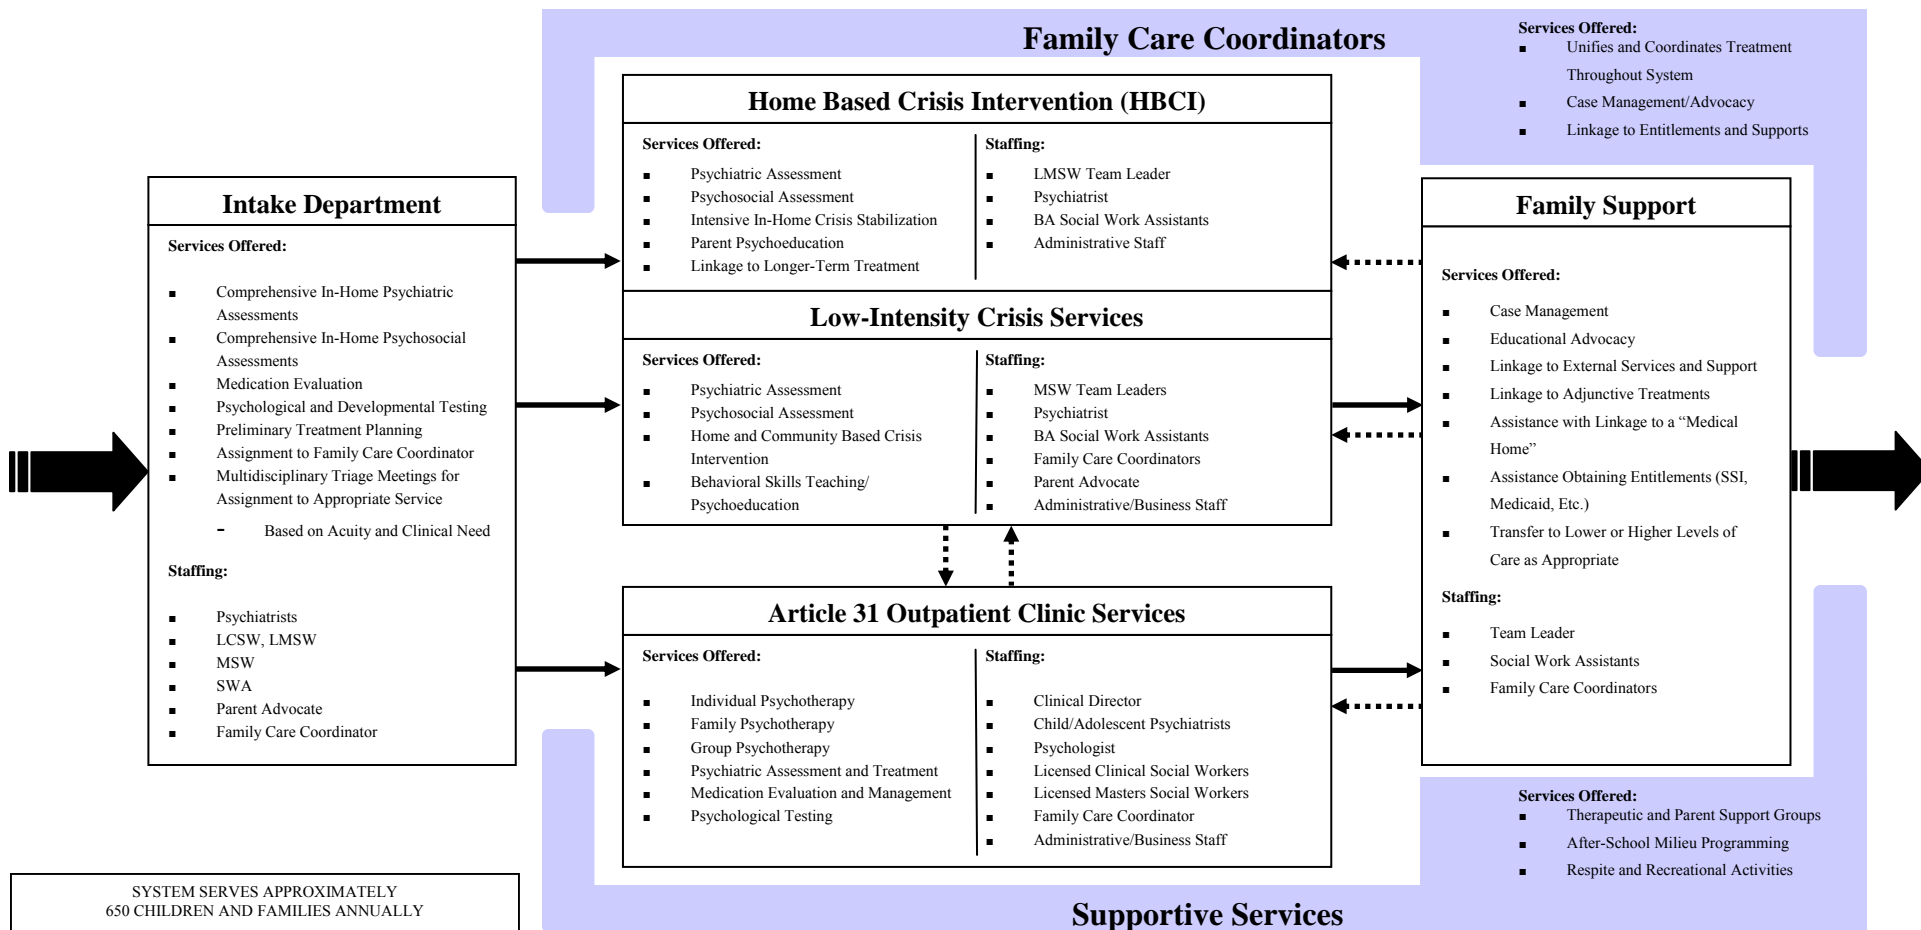 Family Care Coordinators
Services Offered:
■ Unifies and Coordinates Treatment
Throughout System
■ Case Management/Advocacy
■ Linkage to Entitlements and Supports
Intake Department
Services Offered:
■ Comprehensive In-Home Psychiatric
Assessments
■ Comprehensive In-Home Psychosocial
Assessments
■ Medication Evaluation
■ Psychological and Developmental Testing
■ Preliminary Treatment Planning
■ Assignment to Family Care Coordinator
■ Multidisciplinary Triage Meetings for
Assignment to Appropriate Service
- Based on Acuity and Clinical Need
Staffing:
■ Psychiatrists
■ LCSW, LMSW
■ MSW
■ SWA
■ Parent Advocate
■ Family Care Coordinator
Home Based Crisis Intervention (HBCI)
Services Offered:
■ Psychiatric Assessment
■ Psychosocial Assessment
■ Intensive In-Home Crisis Stabilization
■ Parent Psychoeducation
■ Linkage to Longer-Term Treatment
Staffing:
■ LMSW Team Leader
■ Psychiatrist
■ BA Social Work Assistants
■ Administrative Staff
Low-Intensity Crisis Services
Services Offered:
■ Psychiatric Assessment
■ Psychosocial Assessment
■ Home and Community Based Crisis
Intervention
■ Behavioral Skills Teaching/
Psychoeducation
Staffing:
■ MSW Team Leaders
■ Psychiatrist
■ BA Social Work Assistants
■ Family Care Coordinators
■ Parent Advocate
■ Administrative/Business Staff
Article 31 Outpatient Clinic Services
Services Offered:
■ Individual Psychotherapy
■ Family Psychotherapy
■ Group Psychotherapy
■ Psychiatric Assessment and Treatment
■ Medication Evaluation and Management
■ Psychological Testing
Staffing:
■ Clinical Director
■ Child/Adolescent Psychiatrists
■ Psychologist
■ Licensed Clinical Social Workers
■ Licensed Masters Social Workers
■ Family Care Coordinator
■ Administrative/Business Staff
Family Support
Services Offered:
■ Case Management
■ Educational Advocacy
■ Linkage to External Services and Support
■ Linkage to Adjunctive Treatments
■ Assistance with Linkage to a “Medical
Home”
■ Assistance Obtaining Entitlements (SSI,
Medicaid, Etc.)
■ Transfer to Lower or Higher Levels of
Care as Appropriate
Staffing:
■ Team Leader
■ Social Work Assistants
■ Family Care Coordinators
Services Offered:
■ Therapeutic and Parent Support Groups
■ After-School Milieu Programming
■ Respite and Recreational Activities
Supportive Services
SYSTEM SERVES APPROXIMATELY
650 CHILDREN AND FAMILIES ANNUALLY